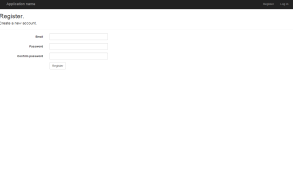 Application name Register Log in
Register.
Create a new account.
Email
Password
Confirm password
Register